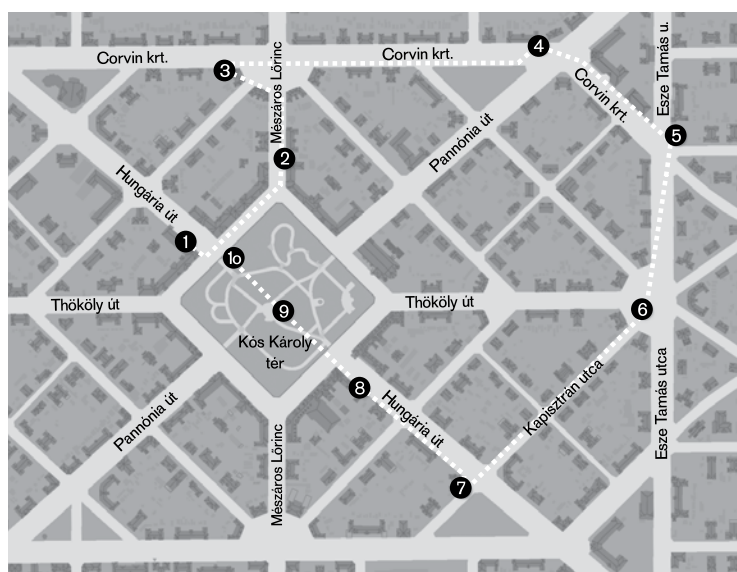 Corvin krt.
Corvin krt.
4
Esze Tamás u.
3
Mészáros Lőrinc
Corvin krt.
Pannónia út
5
2
Hungária út
1
10
Thököly út
9
Thököly út
6
Kós Károly
tér
8
Kapisztrán utca
Esze Tamás utca
Pannónia út
Hungária út
Mészáros Lőrinc
7